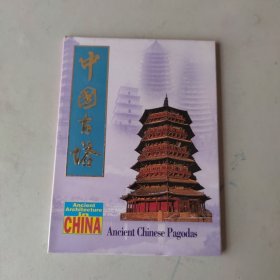 中国古塔
Ancient
Architecture
CHINA
Ancient Chinese Pagodas